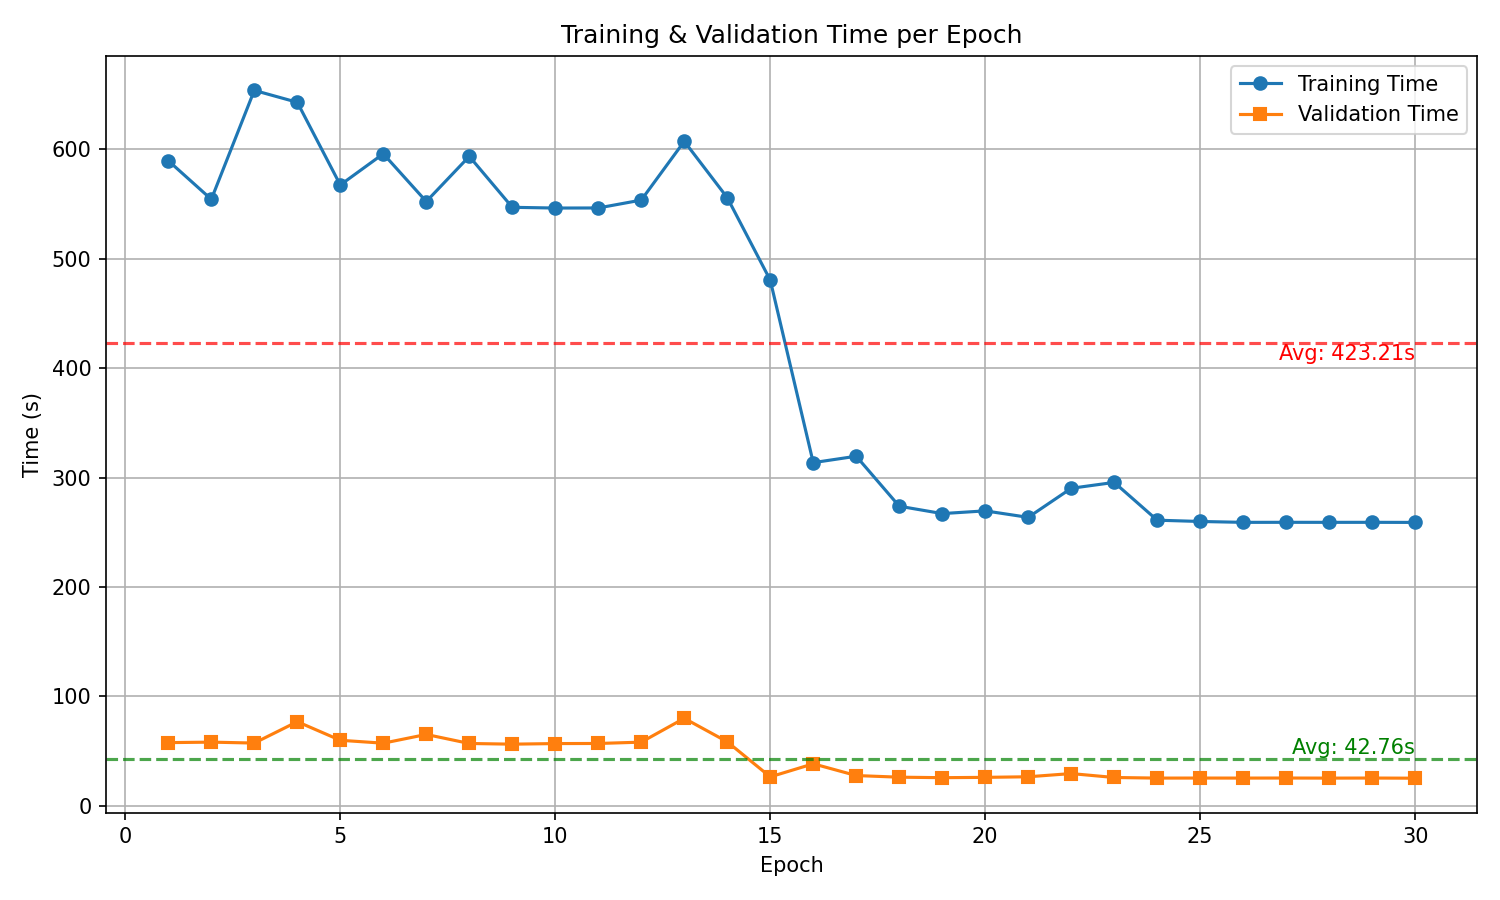 Training & Validation Time per Epoch
Training Time
Validation Time
Time (s)
600
500
400
300
200
100
0
Avg: 423.21s
Avg: 42.76s
0 5 10 15 20 25 30
Epoch